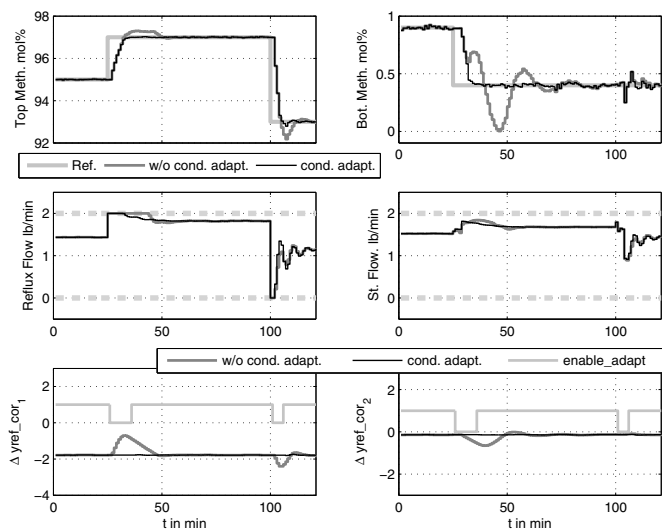 98
96
94
92
0 50 100
Top Meth. mol%
1
0.5
0
0 50 100
Bot. Meth. mol%
Ref. w/o cond. adapt. cond. adapt.
2
1
0
0 50 100
Reflux Flow lb/min
2
1
0
0 50 100
St. Flow. lb/min
w/o cond. adapt. cond. adapt. enable_adapt
2
0
−2
−4
0 50 100
Δ yref_cor1
t in min
2
0
−2
0 50 100
Δ yref_cor2
t in min